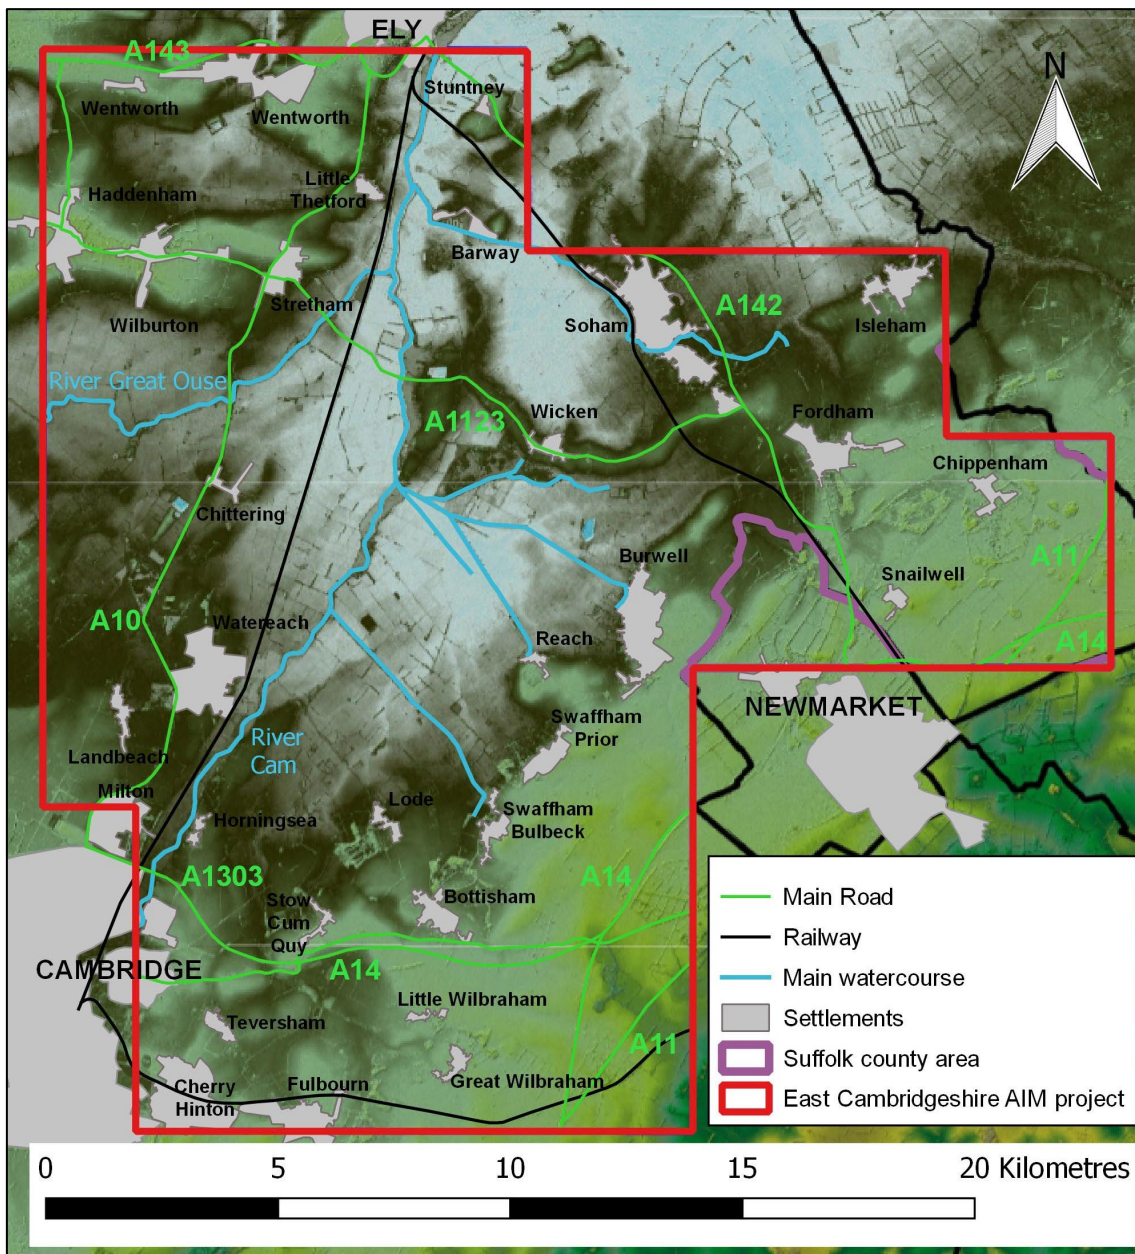 ELY
A143
N
Stuntney
Wentworth
Wentworth
Haddenham
Little
Thetford
Barway
Stretham
A142
Wilburton
Soham
Isleham
River Great Ouse
A1123
Wicken
Fordham
Chippenham
Chittering
Burwell
A11
Snailwell
A10
Watereach
Reach
A14
NEWMARKET
Swaffham
Prior
River
Cam
Landbeach
Milton
Lode
Horningsea
Swaffham
Bulbeck
A1303
A14
Stow
Cum
Quy
Bottisham
CAMBRIDGE
A14
Little Wilbraham
Teversham
A11
Cherry
Hinton
Fulbourn
Great Wilbraham
Main Road
Railway
Main watercourse
Settlements
Suffolk county area
East Cambridgeshire AIM project
0 5 10 15 20 Kilometres